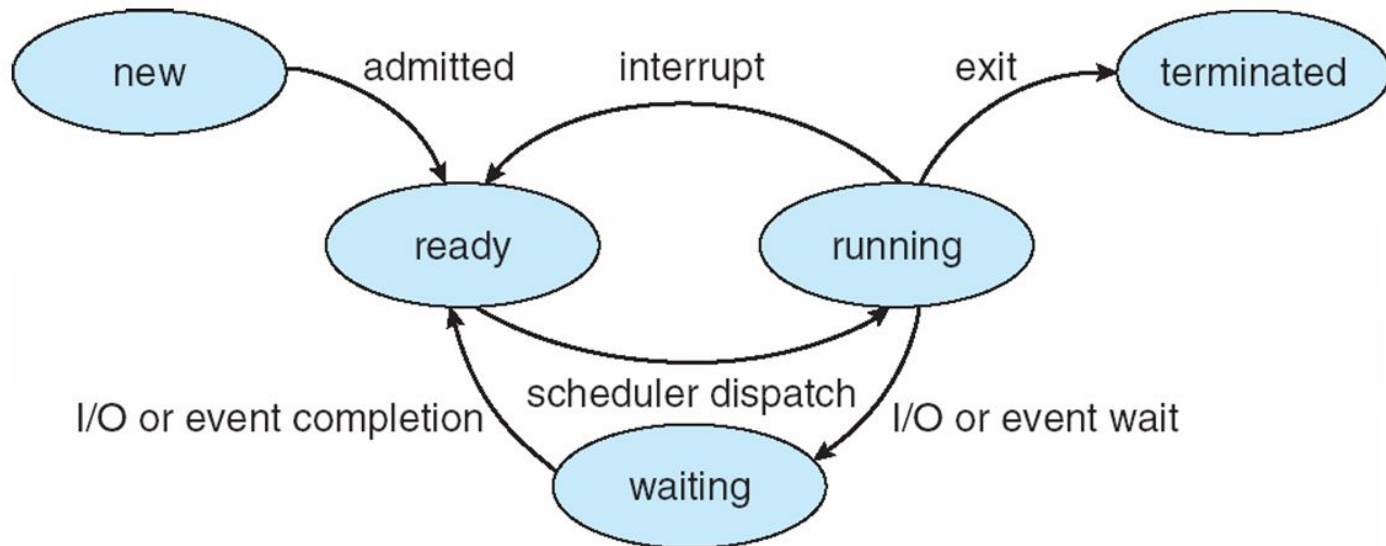 new
admitted
interrupt
exit
terminated
ready
running
scheduler dispatch
I/O or event completion
I/O or event wait
waiting